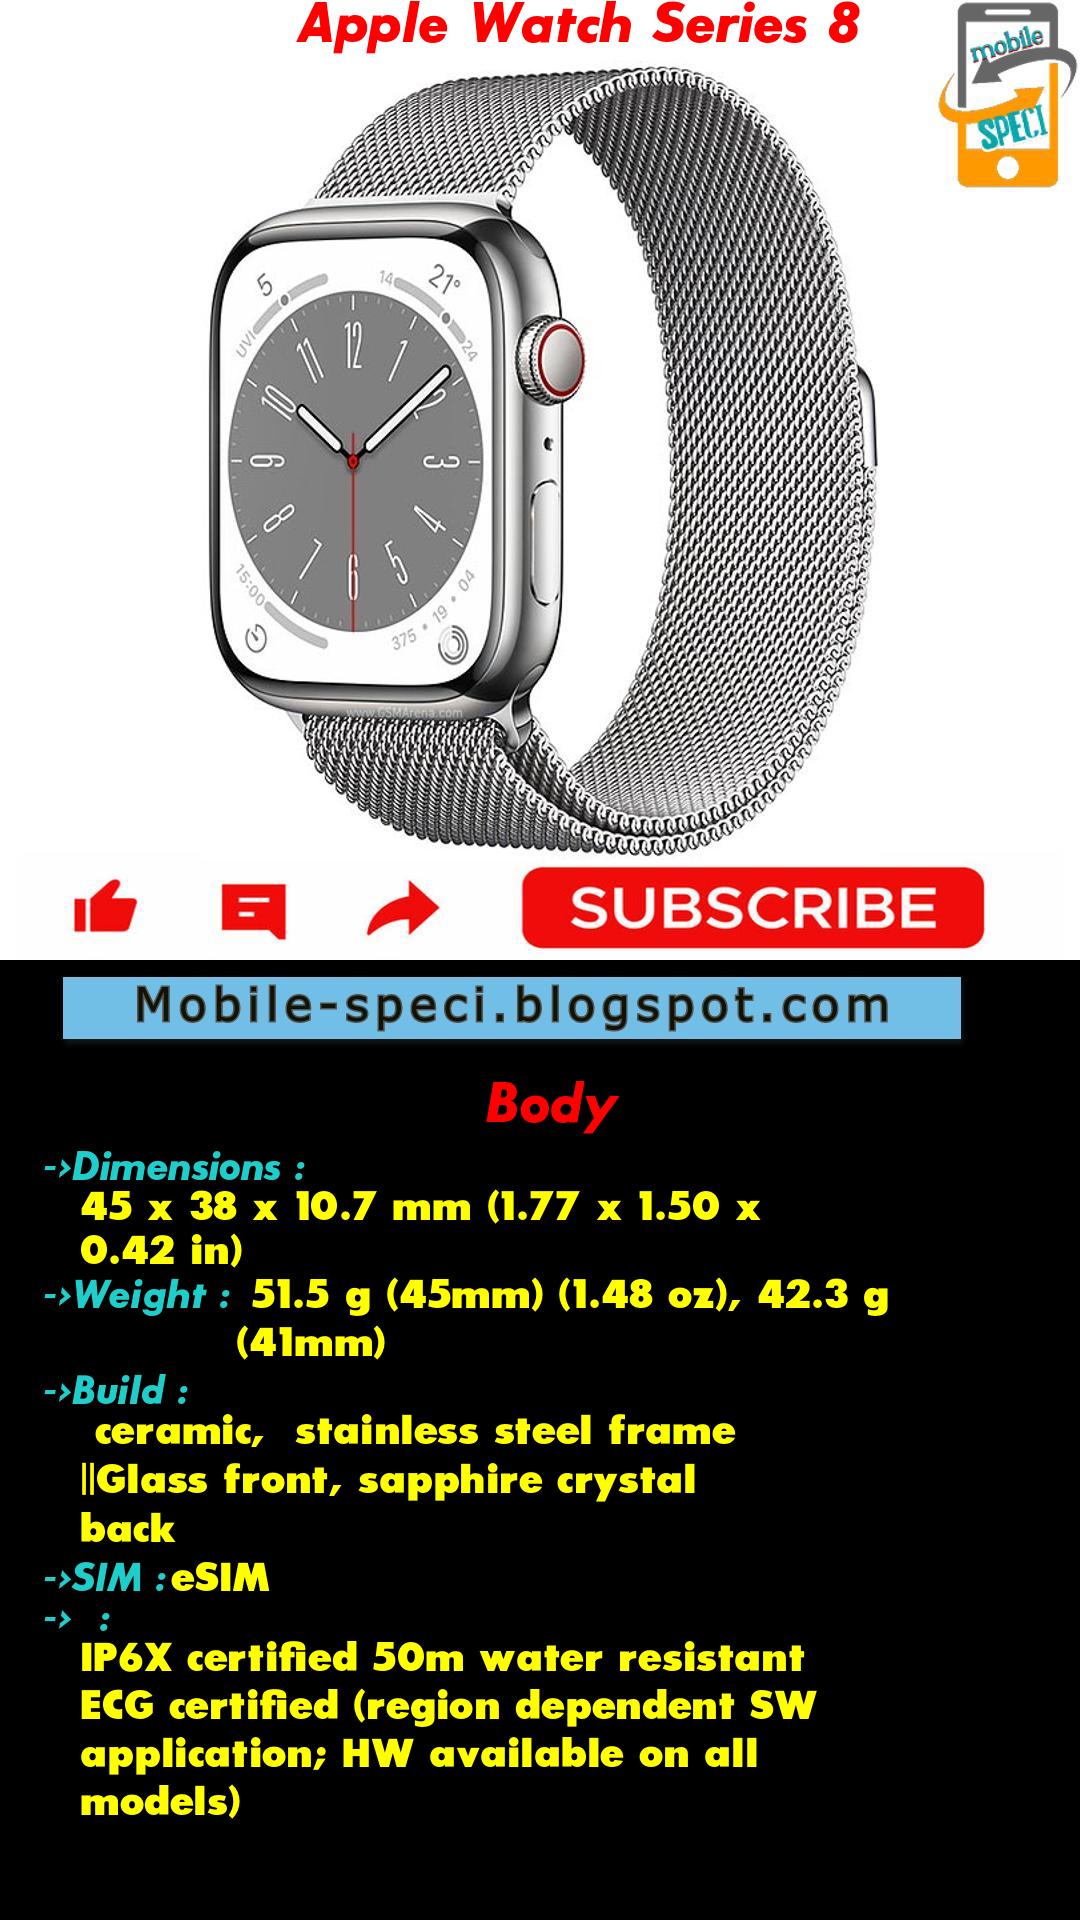 Apple Watch Series 8
mobile
SPECI
5
UVI
14
21°
24
12
11
1
10
2
9
3
8
4
7
5
6
15:00
375 • 19 • 04
www.GSMArena.com
SUBSCRIBE
Mobile-speci.blogspot.com
Body
->Dimensions :
45 x 38 x 10.7 mm (1.77 x 1.50 x
0.42 in)
->Weight : 51.5 g (45mm) (1.48 oz), 42.3 g
(41mm)
->Build :
ceramic, stainless steel frame
||Glass front, sapphire crystal
back
->SIM : eSIM
-> :
IP6X certified 50m water resistant
ECG certified (region dependent SW
application; HW available on all
models)